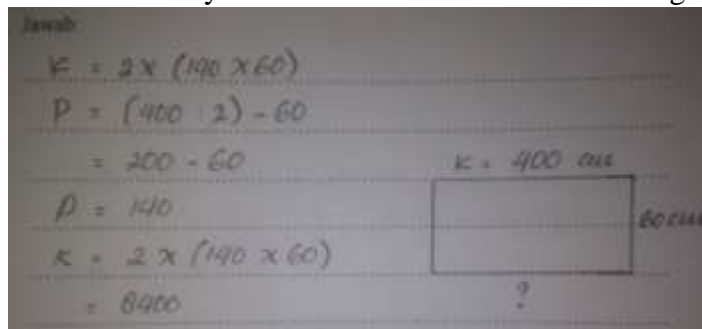 Jawab:
K = 2 x (140 x 60)
P = (400 : 2) - 60
= 200 - 60
K = 400 cm
P = 140
60 cm
K = 2 x (140 x 60)
= 8400
?